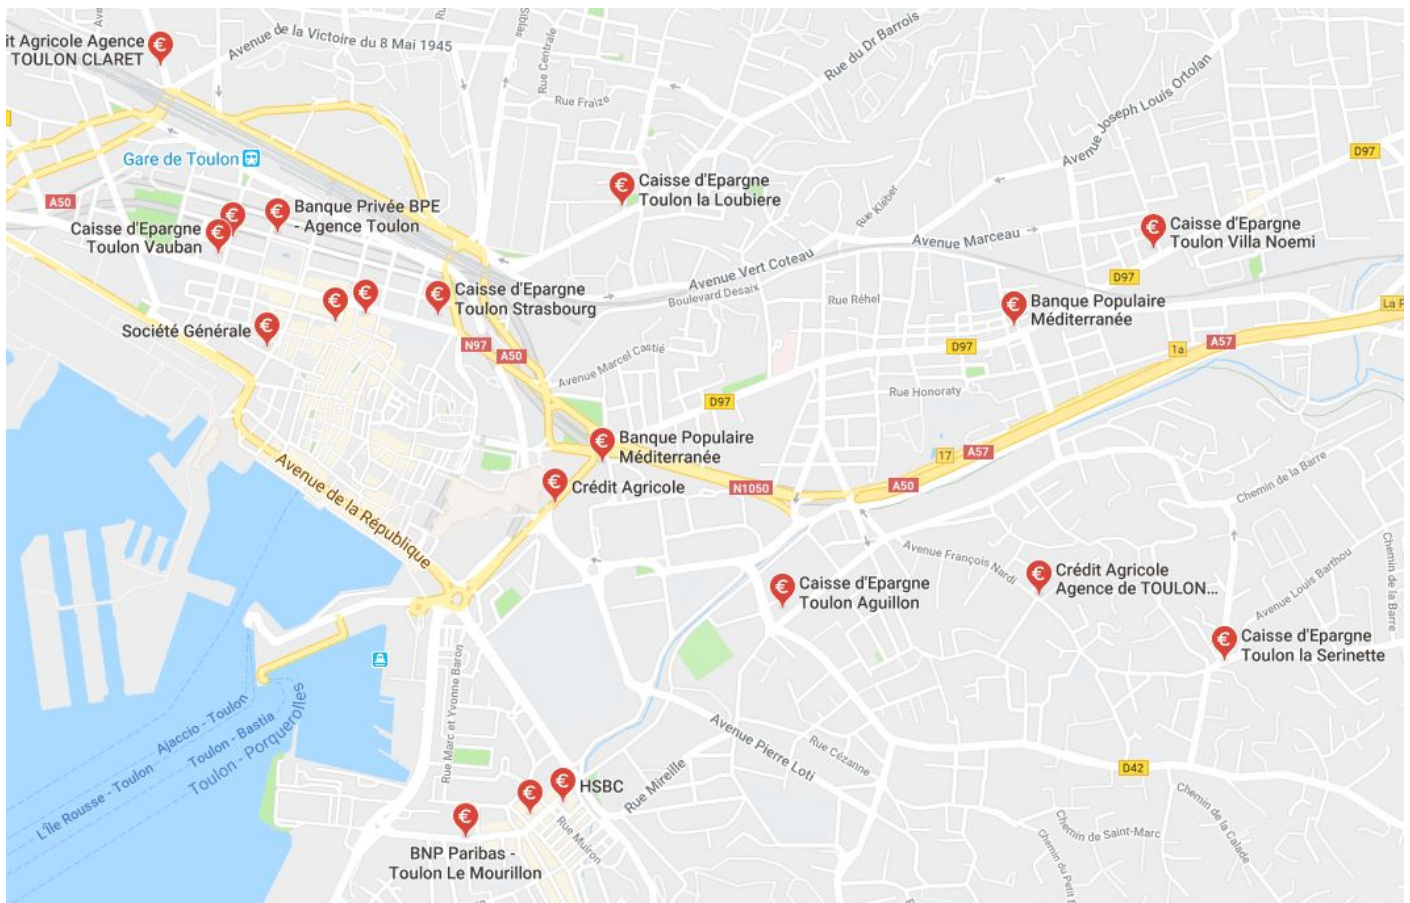 it Agricole Agence
TOULON CLARET
Avenue de la Victoire du 8 Mai 1945
Rue Centrale
Siblas
Rue Fraize
Rue du Dr Barrois
Avenue Joseph Louis Ortolan
D97
Gare de Toulon
A50
Banque Privée BPE
- Agence Toulon
Caisse d'Epargne
Toulon Vauban
Caisse d'Epargne
Toulon la Loubiere
Rue Kléber
Avenue Marceau
Caisse d'Epargne
Toulon Villa Noemi
Avenue Vert Coteau
Boulevard Desaix
Rue Réhel
D97
Caisse d'Epargne
Toulon Strasbourg
Banque Populaire
Méditerranée
La P
Société Générale
N97
A50
Avenue Marcel Castié
D97
1a
A57
Rue Honoraty
D97
Banque Populaire
Méditerranée
17
A57
Avenue de la République
Crédit Agricole
N1050
A50
Chemin de la Barre
Avenue François Nardi
Chemin de la Barre
Crédit Agricole
Agence de TOULON...
Avenue Louis Barthou
Caisse d'Epargne
Toulon Aguillon
Caisse d'Epargne
Toulon la Serinette
Rue Marc et Yvonne Baron
Ajaccio - Toulon
Toulon - Bastia
Toulon - Porquerolles
L'Île Rousse - Toulon
Avenue Pierre Loti
Rue Cézanne
Rue Mireille
D42
HSBC
Rue Muiron
BNP Paribas -
Toulon Le Mourillon
Chemin de la Calade
Chemin de Saint-Marc
Chemin du Petit B